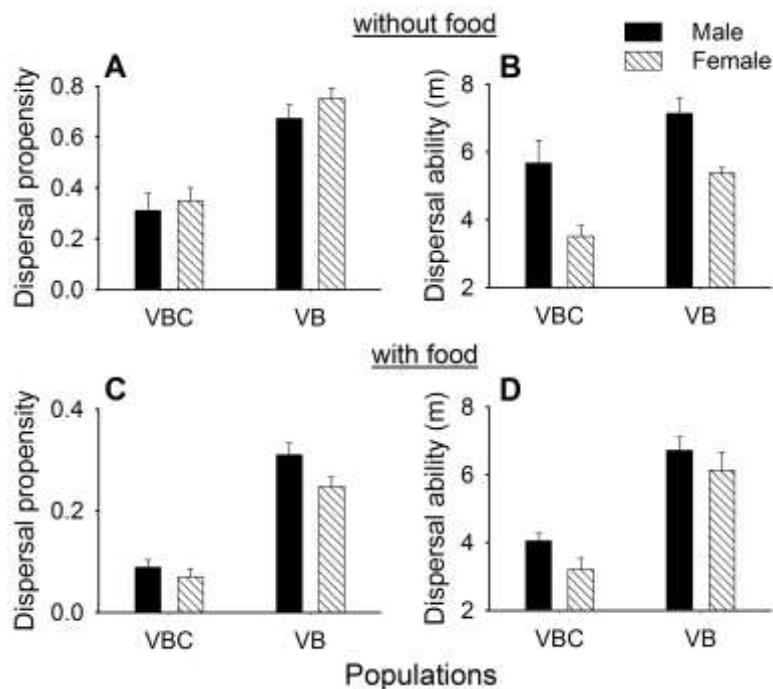 without food
Male
Female
A
Dispersal propensity
0.8
0.6
0.4
0.2
0.0
VBC VB
B
Dispersal ability (m)
8
6
4
2
VBC VB
with food
C
Dispersal propensity
0.4
0.2
0.0
VBC VB
D
Dispersal ability (m)
8
6
4
2
VBC VB
Populations